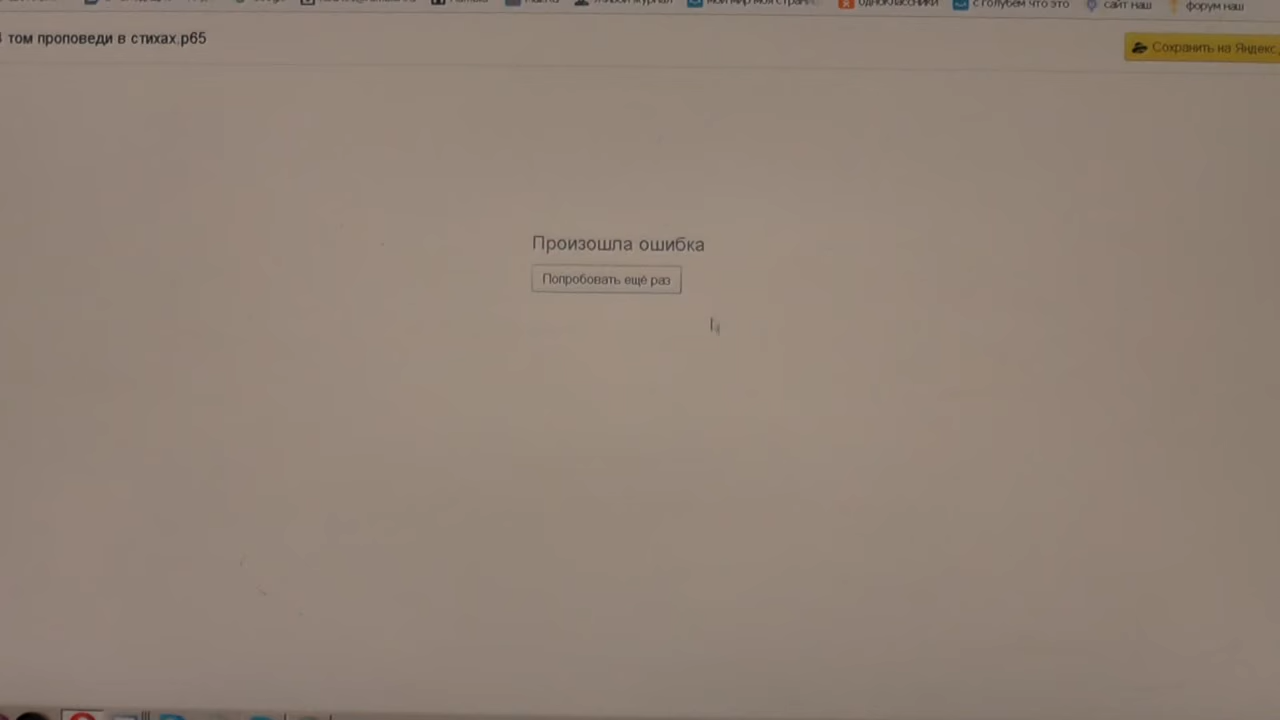 одноклассники
с голубем что это
сайт наш
форум наш
том проповеди в стихах.p65
Сохранить на Яндекс
Произошла ошибка
Попробовать ещё раз